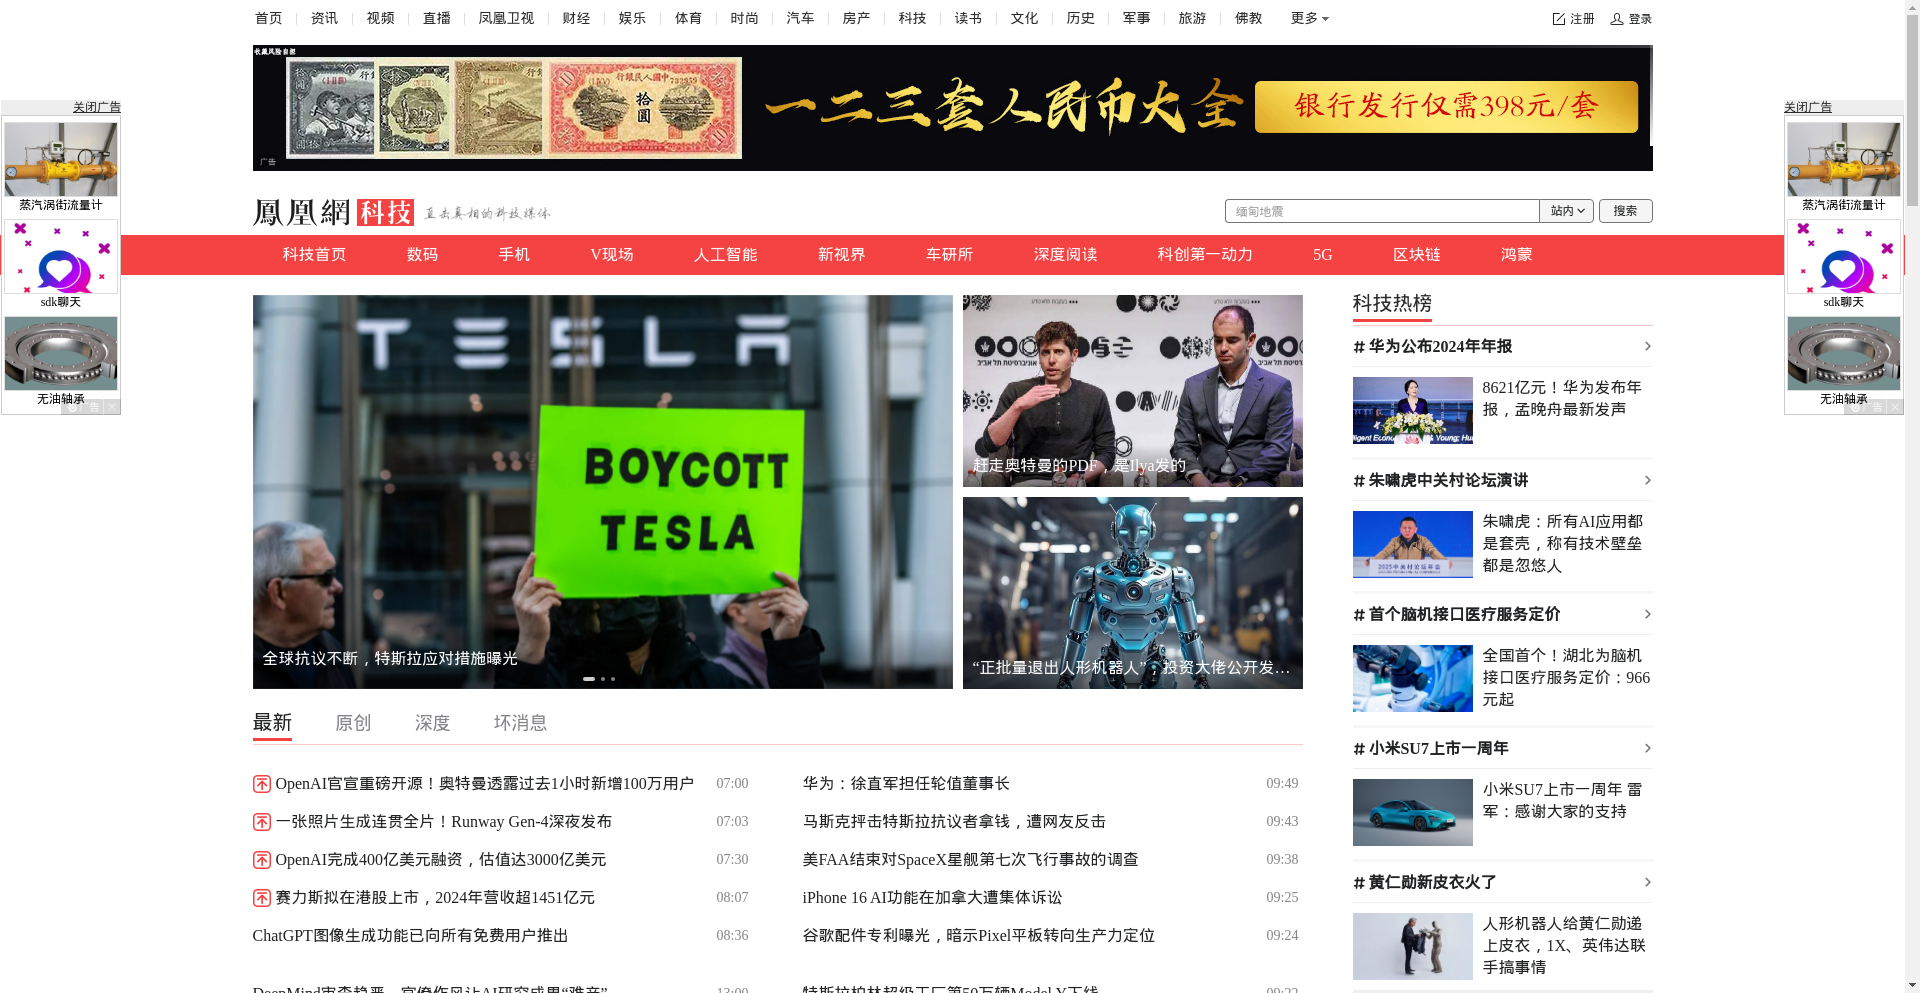 首页 资讯 视频 直播 凤凰卫视 财经 娱乐 体育 时尚 汽车 房产 科技 读书 文化 历史 军事 旅游 佛教 更多 注册 登录
收藏风险自担
一二三套人民币大全 银行发行仅需398元/套
广告
关闭广告
蒸汽涡街流量计
sdk聊天
无油轴承
广告
关闭广告
蒸汽涡街流量计
sdk聊天
无油轴承
广告
鳳凰網 科技 直击真相的科技媒体
缅甸地震 站内 搜索
科技首页 数码 手机 V现场 人工智能 新视界 车研所 深度阅读 科创第一动力 5G 区块链 鸿蒙
TESLA
BOYCOTT
TESLA
全球抗议不断，特斯拉应对措施曝光
赶走奥特曼的PDF，是Ilya发的
“正批量退出人形机器人”，投资大佬公开发…
最新 原创 深度 坏消息
OpenAI官宣重磅开源！奥特曼透露过去1小时新增100万用户 07:00
一张照片生成连贯全片！Runway Gen-4深夜发布 07:03
OpenAI完成400亿美元融资，估值达3000亿美元 07:30
赛力斯拟在港股上市，2024年营收超1451亿元 08:07
ChatGPT图像生成功能已向所有免费用户推出 08:36
DeepMind审查趋严，官僚作风让AI研究成果“难产” 13:00
华为：徐直军担任轮值董事长 09:49
马斯克抨击特斯拉抗议者拿钱，遭网友反击 09:43
美FAA结束对SpaceX星舰第七次飞行事故的调查 09:38
iPhone 16 AI功能在加拿大遭集体诉讼 09:25
谷歌配件专利曝光，暗示Pixel平板转向生产力定位 09:24
特斯拉柏林超级工厂第50万辆Model Y下线 09:22
科技热榜
# 华为公布2024年年报
8621亿元！华为发布年
报，孟晚舟最新发声
# 朱啸虎中关村论坛演讲
朱啸虎：所有AI应用都
是套壳，称有技术壁垒
都是忽悠人
# 首个脑机接口医疗服务定价
全国首个！湖北为脑机
接口医疗服务定价：966
元起
# 小米SU7上市一周年
小米SU7上市一周年 雷
军：感谢大家的支持
# 黄仁勋新皮衣火了
人形机器人给黄仁勋递
上皮衣，1X、英伟达联
手搞事情